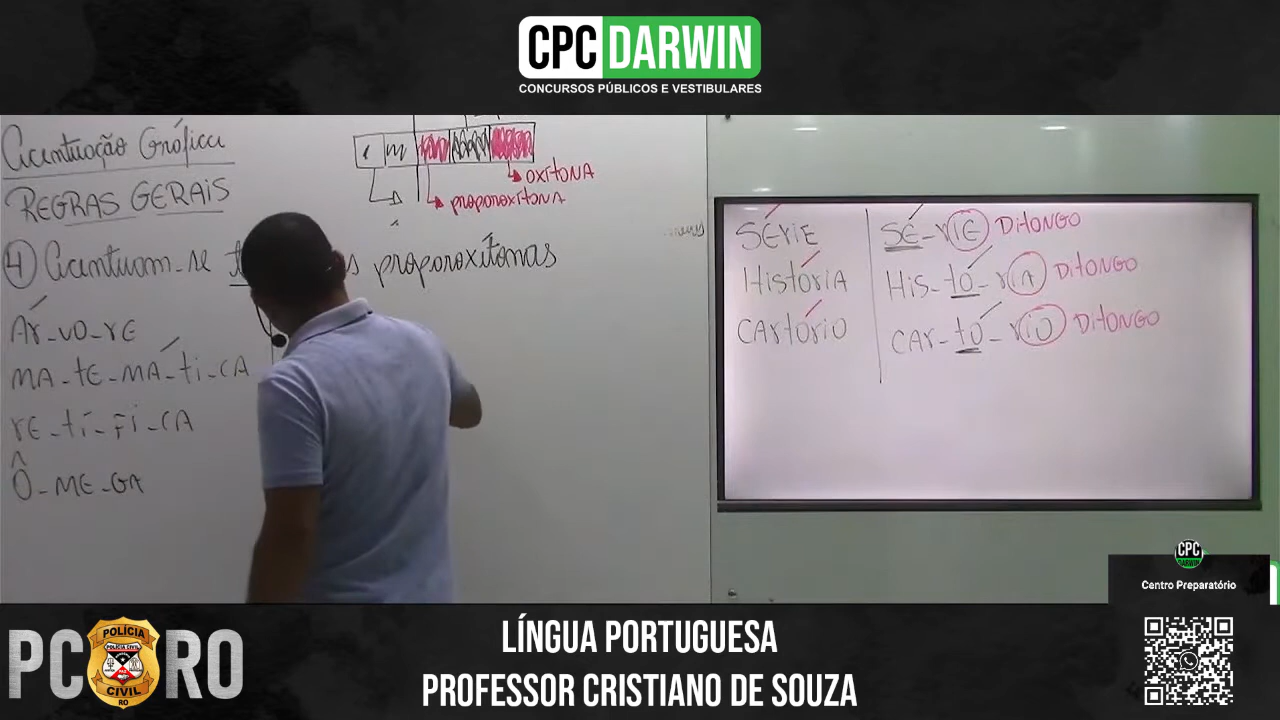 CPC DARWIN
CONCURSOS PÚBLICOS E VESTIBULARES
Acentuação Gráfica
REGRAS GERAIS
OXÍTONA
proparoxítona
4 Acentuam-se t s proparoxítonas
ÁR-VO-RE
MA-TE-MÁ-TI-CA
RE-TÍ-FI-CA
Ô-ME-GA
SÉRIE SÉ-RIE DITONGO
HISTÓRIA HIS-TÓ-RIA DITONGO
CARTÓRIO CAR-TÓ-RIO DITONGO
CPC DARWIN
Centro Preparatório
PC RO
POLÍCIA
CIVIL
RO
LÍNGUA PORTUGUESA
PROFESSOR CRISTIANO DE SOUZA